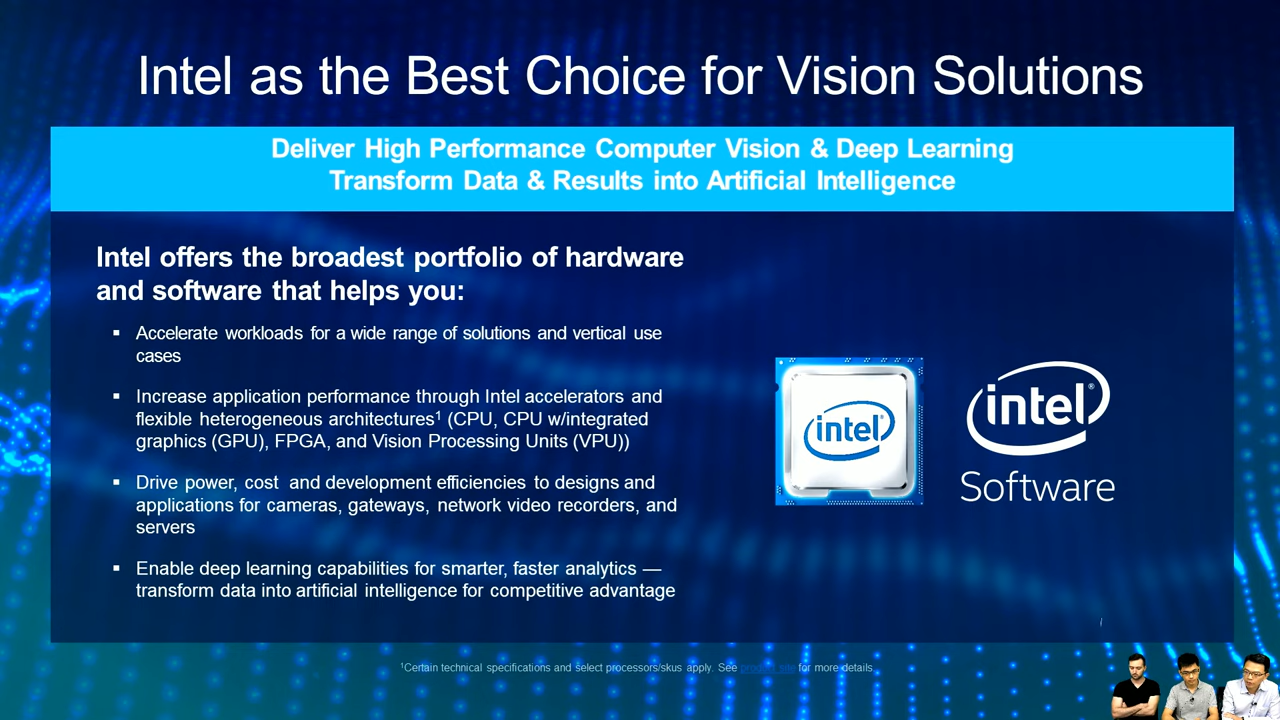 Intel as the Best Choice for Vision Solutions
Deliver High Performance Computer Vision & Deep Learning
Transform Data & Results into Artificial Intelligence
Intel offers the broadest portfolio of hardware
and software that helps you:
▪ Accelerate workloads for a wide range of solutions and vertical use
cases
▪ Increase application performance through Intel accelerators and
flexible heterogeneous architectures¹ (CPU, CPU w/integrated
graphics (GPU), FPGA, and Vision Processing Units (VPU))
▪ Drive power, cost and development efficiencies to designs and
applications for cameras, gateways, network video recorders, and
servers
▪ Enable deep learning capabilities for smarter, faster analytics —
transform data into artificial intelligence for competitive advantage
intel®
intel®
Software
¹Certain technical specifications and select processors/skus apply. See product site for more details